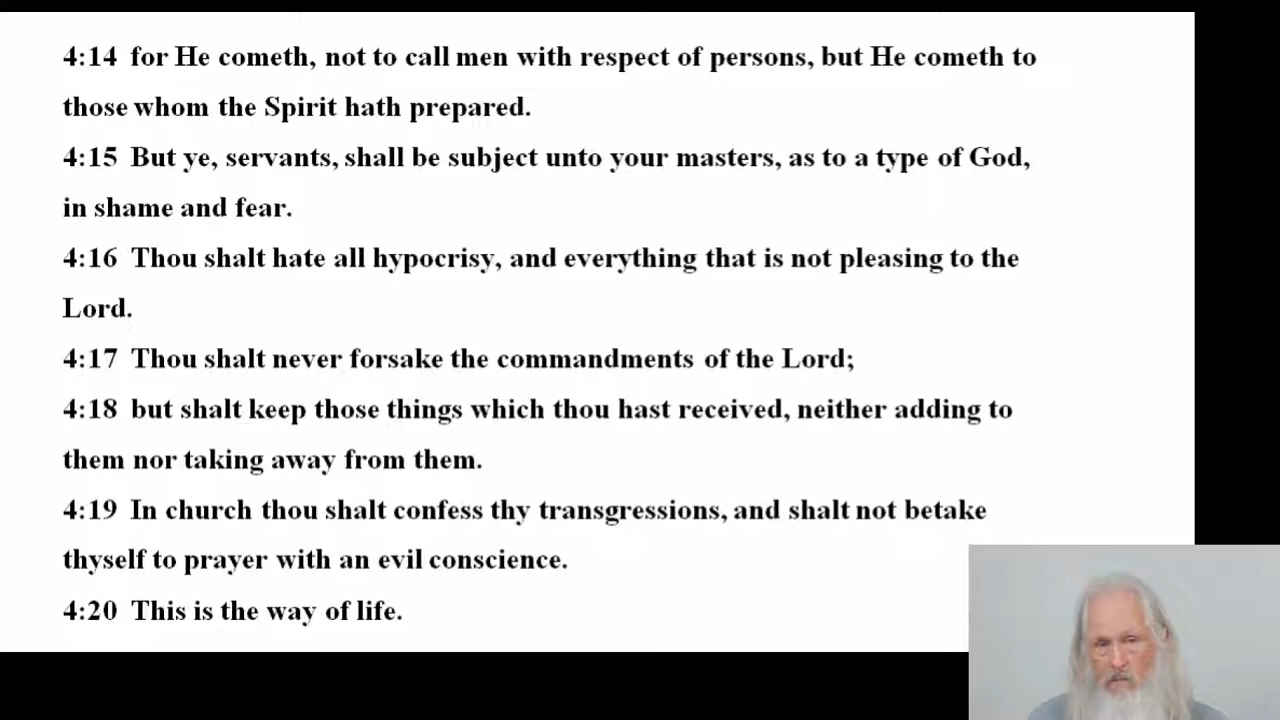 4:14 for He cometh, not to call men with respect of persons, but He cometh to
those whom the Spirit hath prepared.
4:15 But ye, servants, shall be subject unto your masters, as to a type of God,
in shame and fear.
4:16 Thou shalt hate all hypocrisy, and everything that is not pleasing to the
Lord.
4:17 Thou shalt never forsake the commandments of the Lord;
4:18 but shalt keep those things which thou hast received, neither adding to
them nor taking away from them.
4:19 In church thou shalt confess thy transgressions, and shalt not betake
thyself to prayer with an evil conscience.
4:20 This is the way of life.